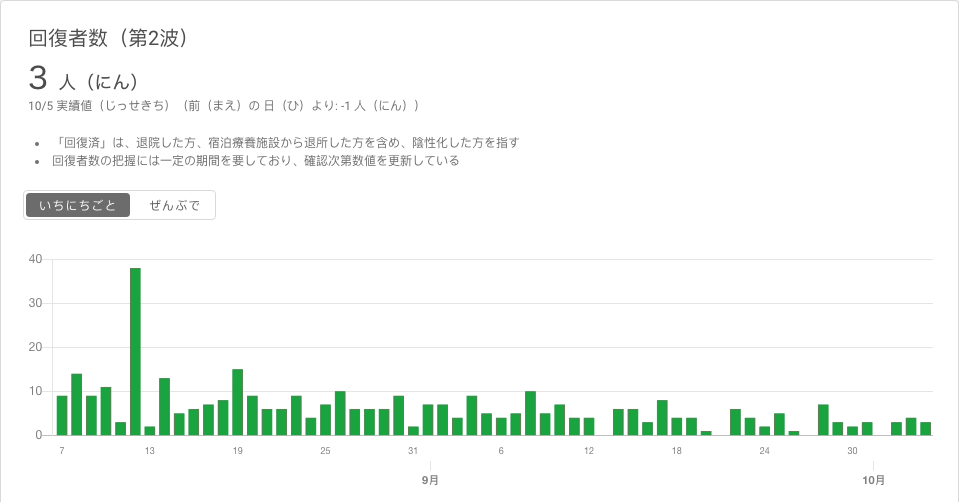 回復者数（第2波）
3 人（にん）
10/5 実績値（じっせきち）（前（まえ）の 日（ひ）より: -1 人（にん））
「回復済」は、退院した方、宿泊療養施設から退所した方を含め、陰性化した方を指す
回復者数の把握には一定の期間を要しており、確認次第数値を更新している
いちにちごと ぜんぶで
40
30
20
10
0
7 13 19 25 31 6 12 18 24 30
9月 10月